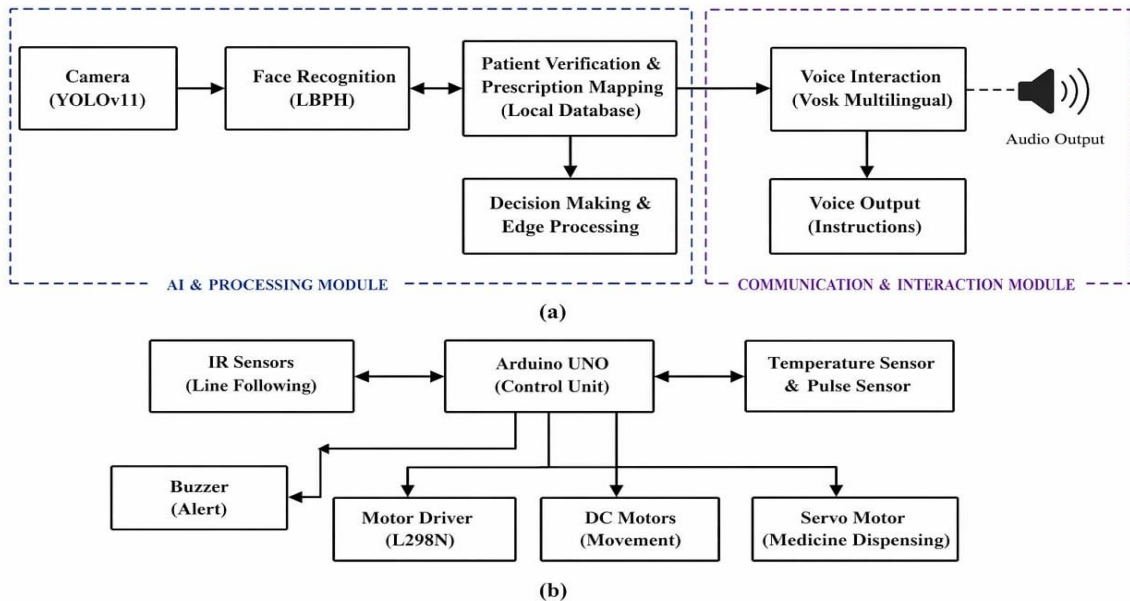 Camera
(YOLOv11)
Face Recognition
(LBPH)
Patient Verification &
Prescription Mapping
(Local Database)
Voice Interaction
(Vosk Multilingual)
Audio Output
Decision Making &
Edge Processing
Voice Output
(Instructions)
AI & PROCESSING MODULE
COMMUNICATION & INTERACTION MODULE
(a)
IR Sensors
(Line Following)
Arduino UNO
(Control Unit)
Temperature Sensor
& Pulse Sensor
Buzzer
(Alert)
Motor Driver
(L298N)
DC Motors
(Movement)
Servo Motor
(Medicine Dispensing)
(b)